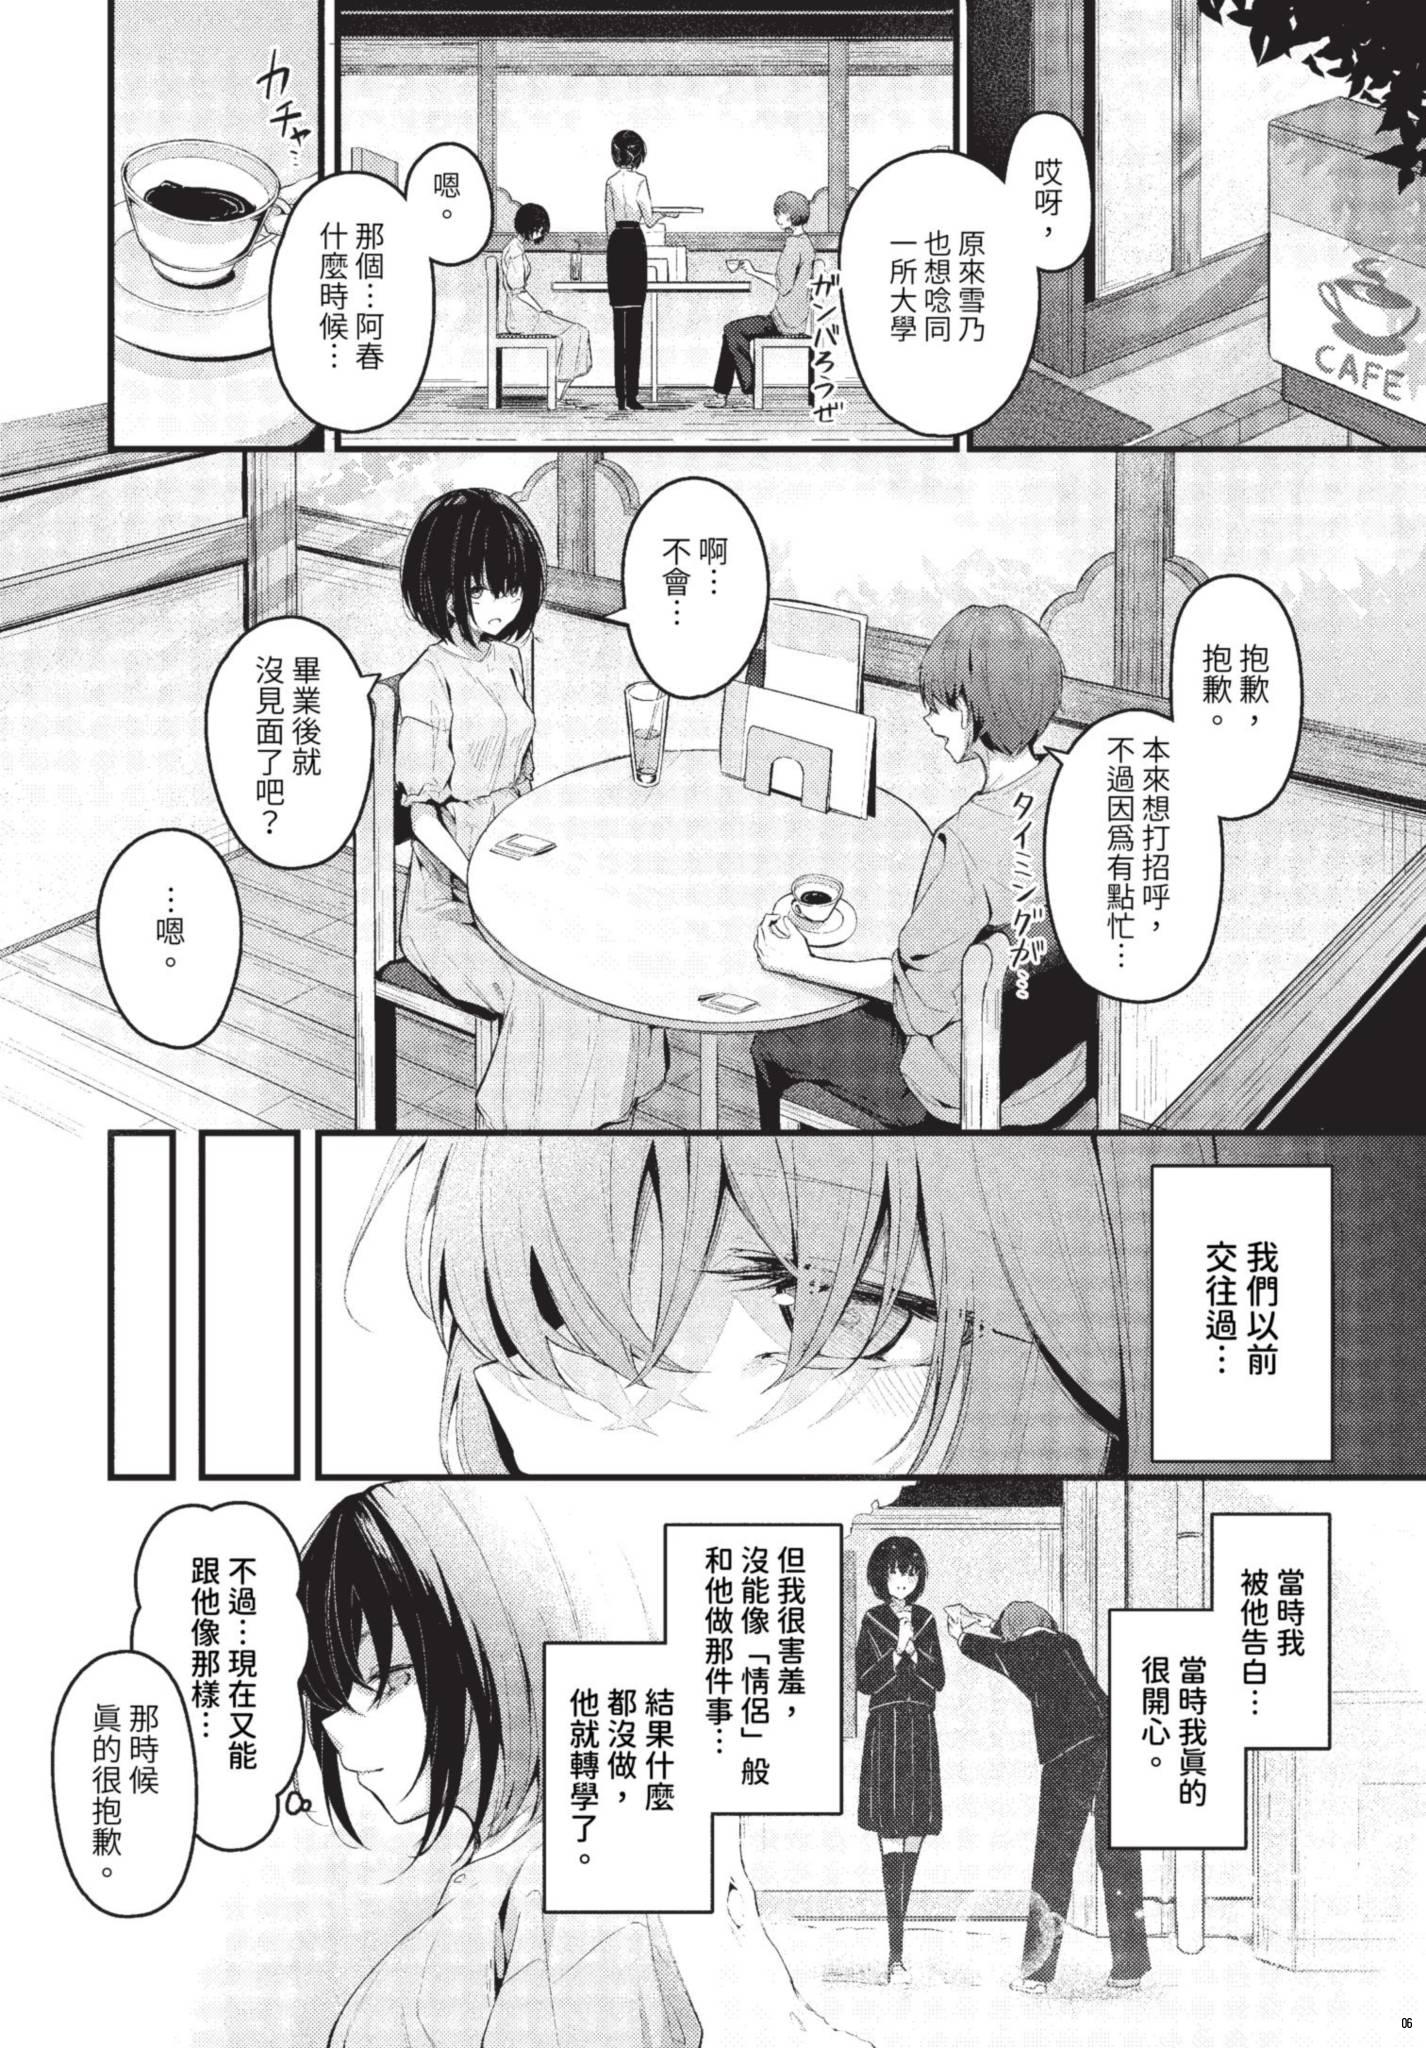 CAFE
哎呀，
原來雪乃
也想唸同
一所大學
ガンバろうぜ
嗯。
那個…阿春
什麼時候…
カチャ…
抱歉，
抱歉。
本來想打招呼，
不過因爲有點忙…
タイミングが…
啊…
不會…
畢業後就
沒見面了吧？
…嗯。
我們以前
交往過…
當時我
被他告白…
當時我眞的
很開心。
但我很害羞，
沒能像「情侶」般
和他做那件事…
結果什麼
都沒做，
他就轉學了。
不過…現在又能
跟他像那樣…
那時候
眞的很抱歉。
06